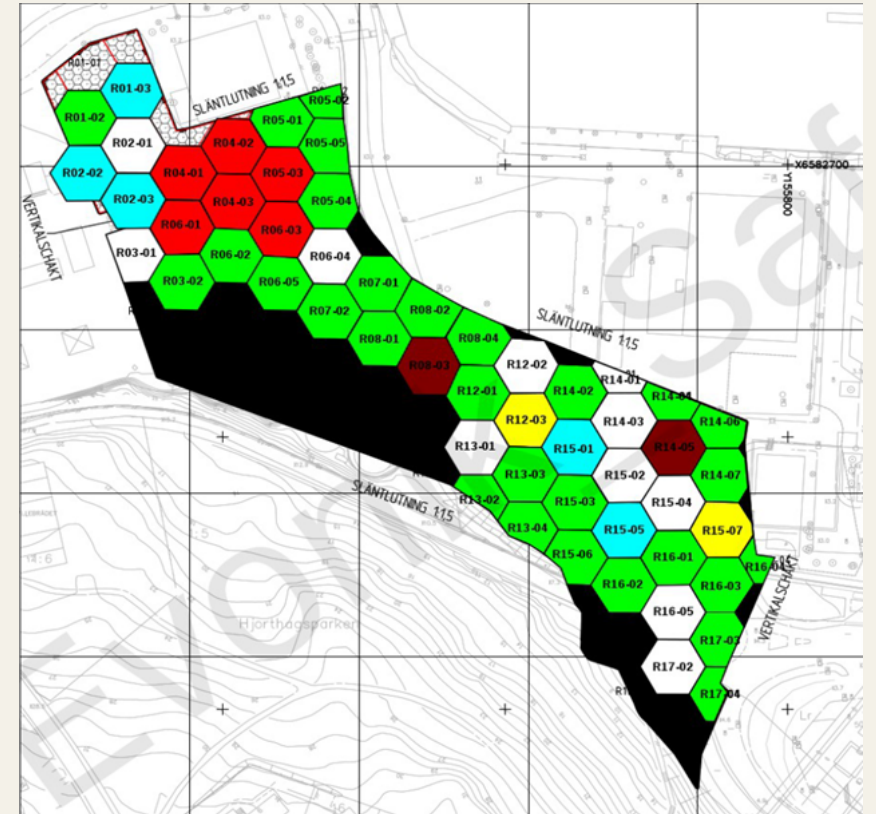 R01-01
R01-03
SLÄNTLUTNING 1:1,5
R05-02
R01-02
R05-01
R02-01
R04-02
R05-05
X6582700
Y155800
R02-02
R04-01
R05-03
R02-03
R04-03
R05-04
VERTIKALSCHAKT
R06-01
R06-03
R03-01
R06-02
R06-04
R03-02
R06-05
R07-01
R07-02
R08-02
SLÄNTLUTNING 1:1,5
R08-01
R08-04
R08-03
R12-02
R14-01
R12-01
R14-02
R14-04
R12-03
R14-03
R14-06
R13-01
R15-01
R14-05
R13-03
R15-02
R14-07
SLÄNTLUTNING 1:1,5
R13-02
R15-03
R15-04
R13-04
R15-05
R15-07
R15-06
R16-01
R16-04
R16-02
R16-03
VERTIKALSCHAKT
R16-05
Hjorthagsparken
R17-03
R17-02
R17-04